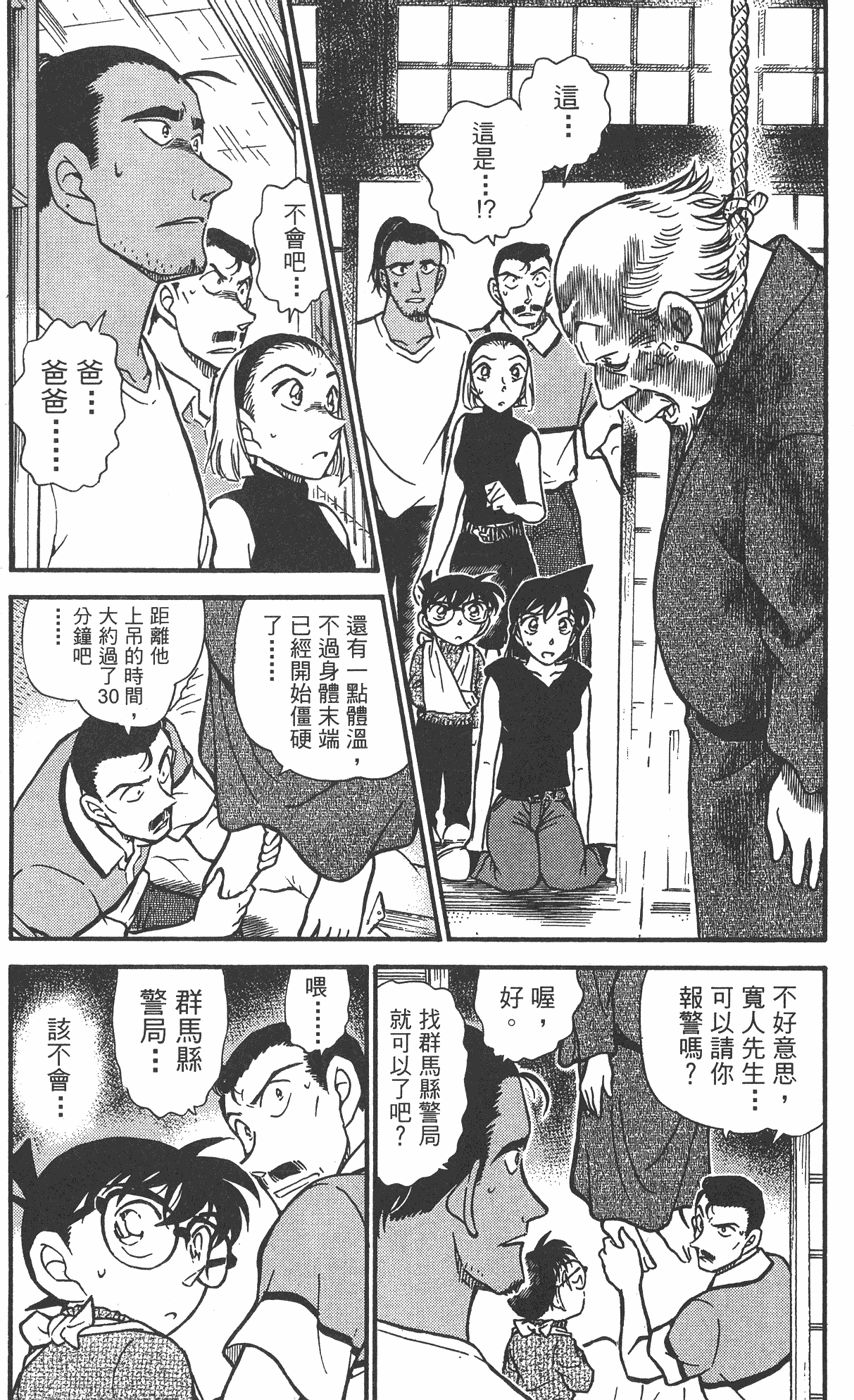 這⋯
這是⋯⋯
!?
不會吧⋯
爸⋯
爸爸⋯⋯
還有一點體溫，
不過身體末端
已經開始僵硬
了⋯⋯
距離他
上吊的時間，
大約過了30
分鐘吧
⋯⋯
不好意思，
寬人先生⋯
可以請你
報警嗎？
喔，
好。
找群馬縣警局
就可以了吧？
喂⋯⋯
群馬縣
警局⋯
該不會⋯